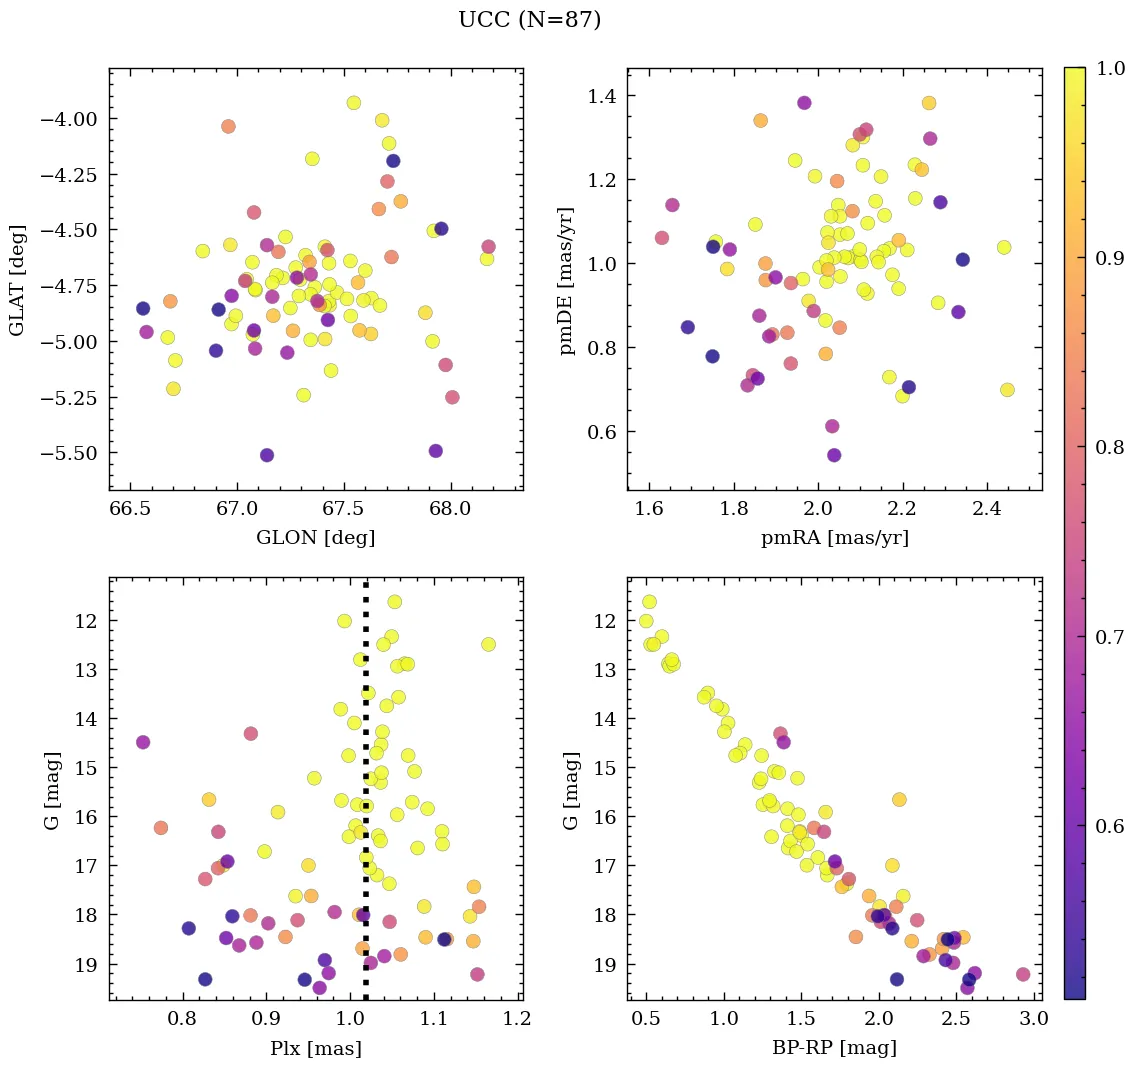 UCC (N=87)
−4.00
−4.25
−4.50
−4.75
−5.00
−5.25
−5.50
GLAT [deg]
66.5 67.0 67.5 68.0
GLON [deg]
1.4
1.2
1.0
0.8
0.6
pmDE [mas/yr]
1.6 1.8 2.0 2.2 2.4
pmRA [mas/yr]
12
13
14
15
16
17
18
19
G [mag]
0.8 0.9 1.0 1.1 1.2
Plx [mas]
12
13
14
15
16
17
18
19
G [mag]
0.5 1.0 1.5 2.0 2.5 3.0
BP-RP [mag]
1.0
0.9
0.8
0.7
0.6